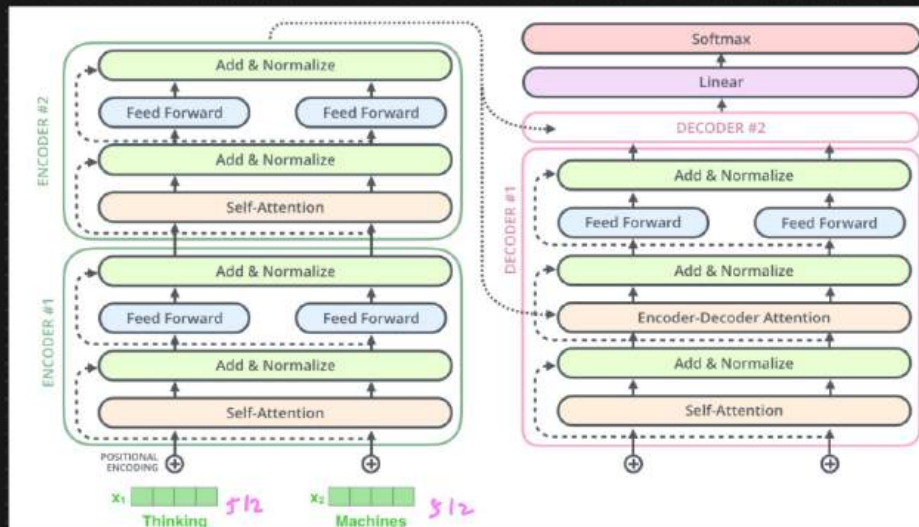 ENCODER #2
Add & Normalize
Feed Forward
Feed Forward
Add & Normalize
Self-Attention
ENCODER #1
Add & Normalize
Feed Forward
Feed Forward
Add & Normalize
Self-Attention
POSITIONAL
ENCODING
x₁
512
x₂
512
Thinking
Machines
Softmax
Linear
DECODER #2
DECODER #1
Add & Normalize
Feed Forward
Feed Forward
Add & Normalize
Encoder-Decoder Attention
Add & Normalize
Self-Attention